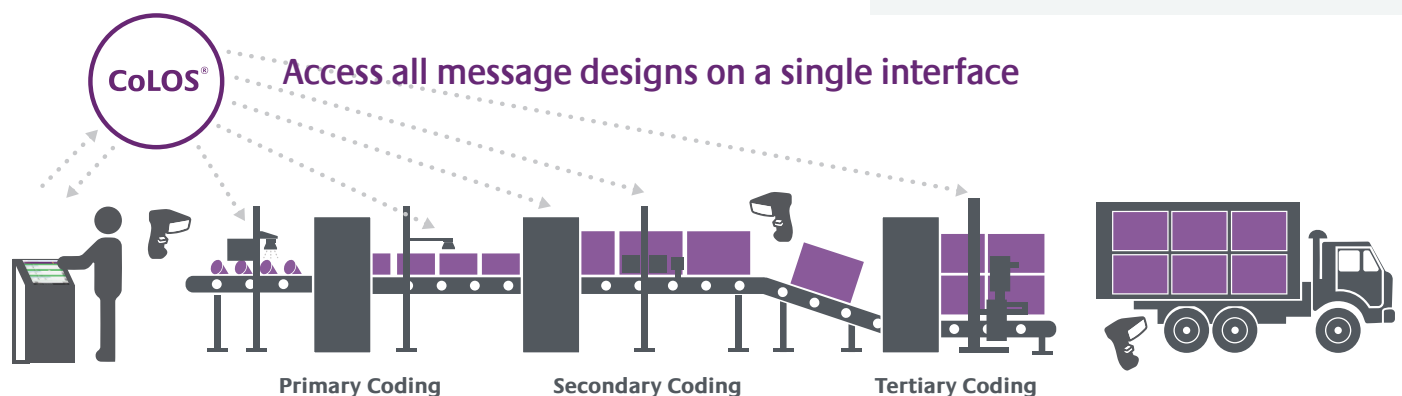 CoLOS®
Access all message designs on a single interface
Primary Coding
Secondary Coding
Tertiary Coding